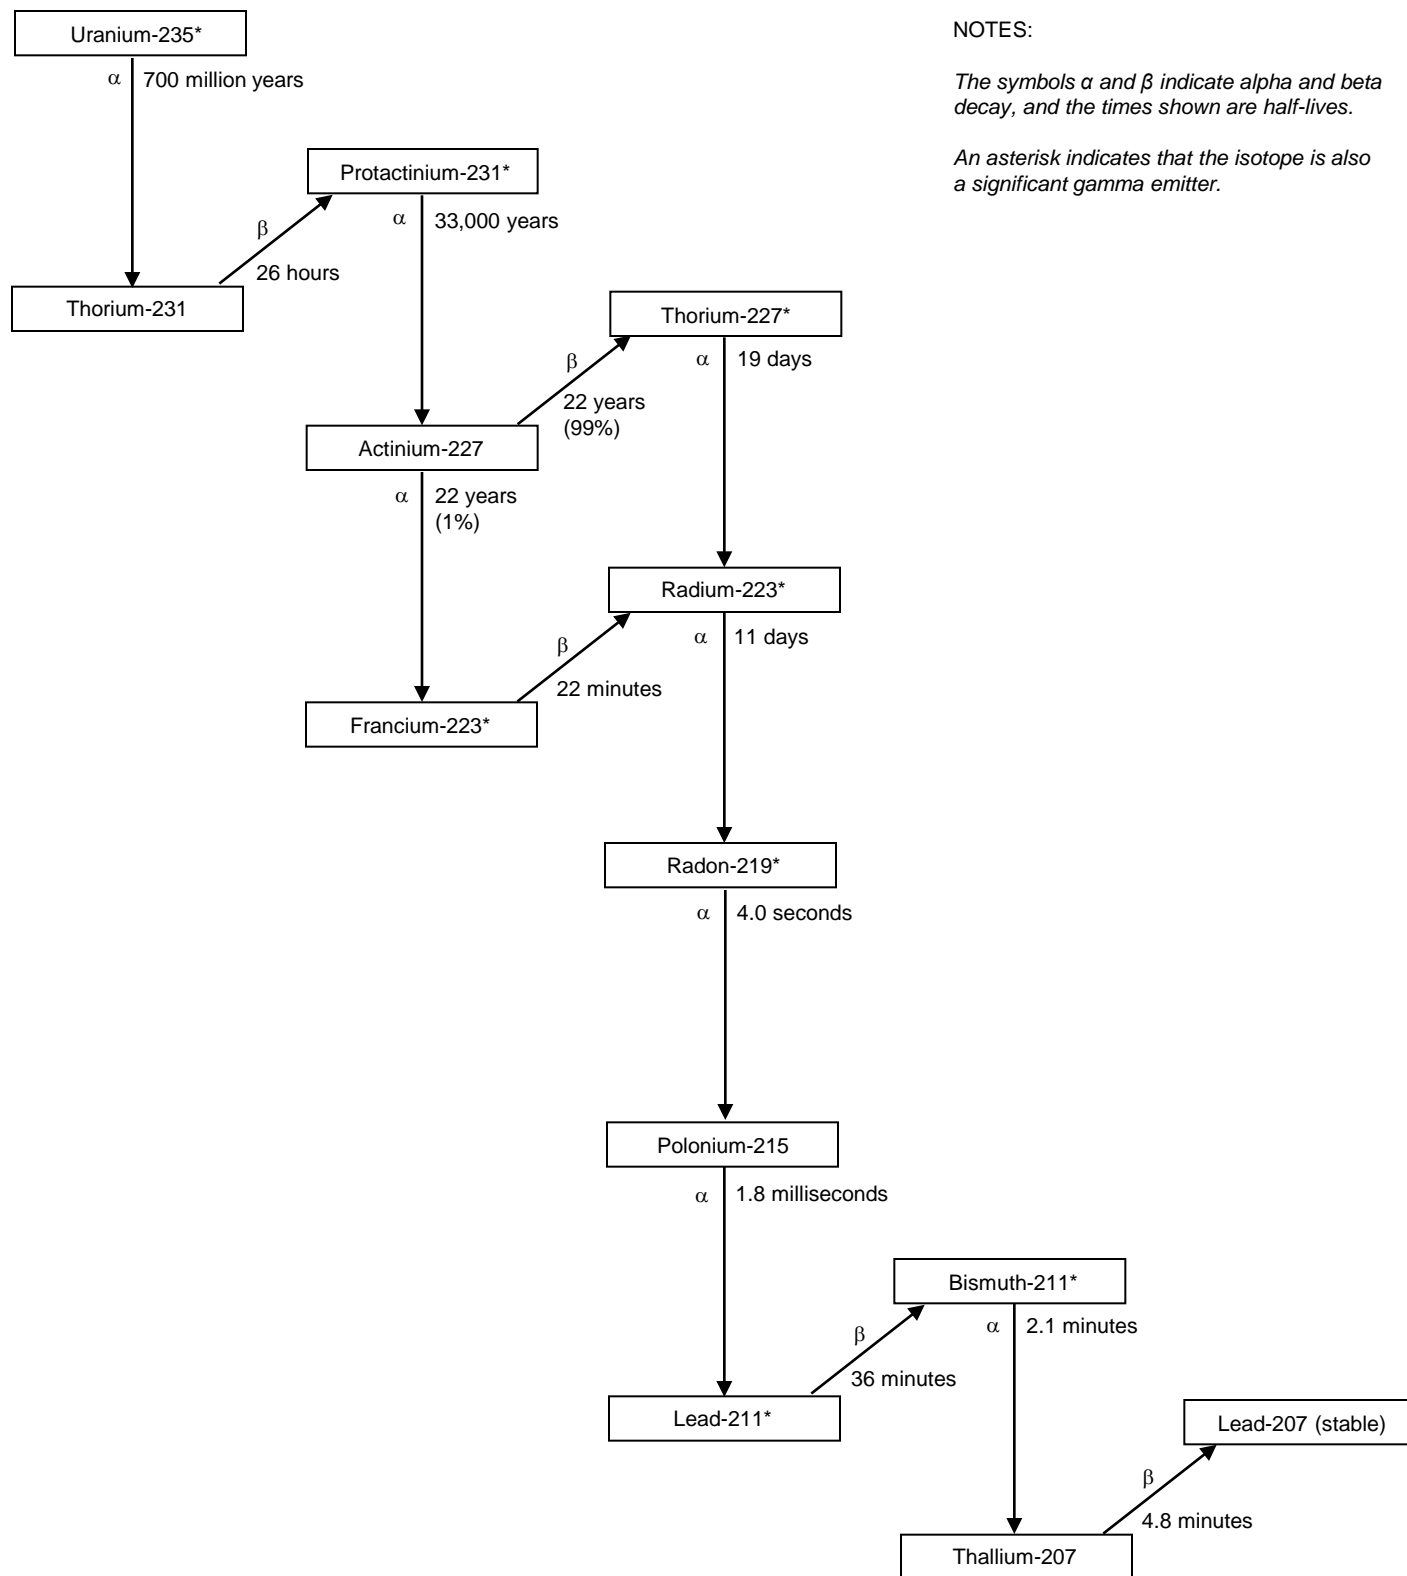 Uranium-235*
α
700 million years
NOTES:
The symbols α and β indicate alpha and beta
decay, and the times shown are half-lives.
An asterisk indicates that the isotope is also
a significant gamma emitter.
Protactinium-231*
α
33,000 years
β
26 hours
Thorium-231
Thorium-227*
α
19 days
β
22 years
(99%)
Actinium-227
α
22 years
(1%)
Radium-223*
α
11 days
β
22 minutes
Francium-223*
Radon-219*
α
4.0 seconds
Polonium-215
α
1.8 milliseconds
Bismuth-211*
α
2.1 minutes
β
36 minutes
Lead-211*
Lead-207 (stable)
β
4.8 minutes
Thallium-207